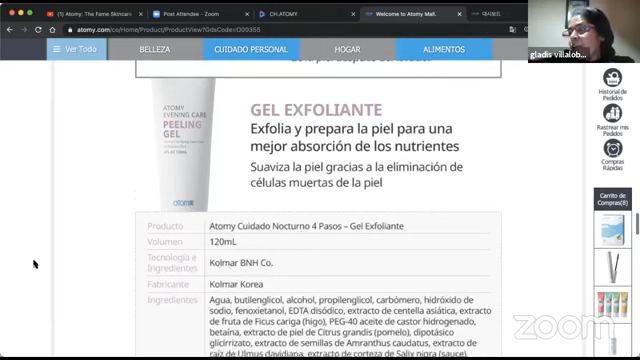 (1) Atomy: The Fame Skincare
Post Attendee - Zoom
CH.ATOMY
Welcome to Atomy Mall.
대시보드
atomy.com/co/Home/Product/ProductView?GdsCode=O00355
Ver Todo
BELLEZA
CUIDADO PERSONAL
HOGAR
ALIMENTOS
gladis villalob...
ATOMY
EVENING CARE
PEELING
GEL
atomy
GEL EXFOLIANTE
Exfolia y prepara la piel para una
mejor absorción de los nutrientes
Suaviza la piel gracias a la eliminación de
células muertas de la piel
Producto Atomy Cuidado Nocturno 4 Pasos – Gel Exfoliante
Volumen 120mL
Tecnología e
Ingredientes
Kolmar BNH Co.
Fabricante Kolmar Korea
Ingredientes Agua, butilenglicol, alcohol, propilenglicol, carbómero, hidróxido de
sodio, fenoxietanol, EDTA disódico, extracto de centella asiática, extracto
de fruta de Ficus carica (higo), PEG-40 aceite de castor hidrogenado,
betaína, extracto de piel de Citrus grandis (pomelo), dipotásico
glicirrizato, extracto de semillas de Amranthus caudatus, extracto de
raíz de Ulmus davidiana, extracto de corteza de Salix nigra (sauce),
Historial de
Pedidos
Rastrear mis
Pedidos
Compras
Rápidas
Carrito de
Compras(8)
zoom